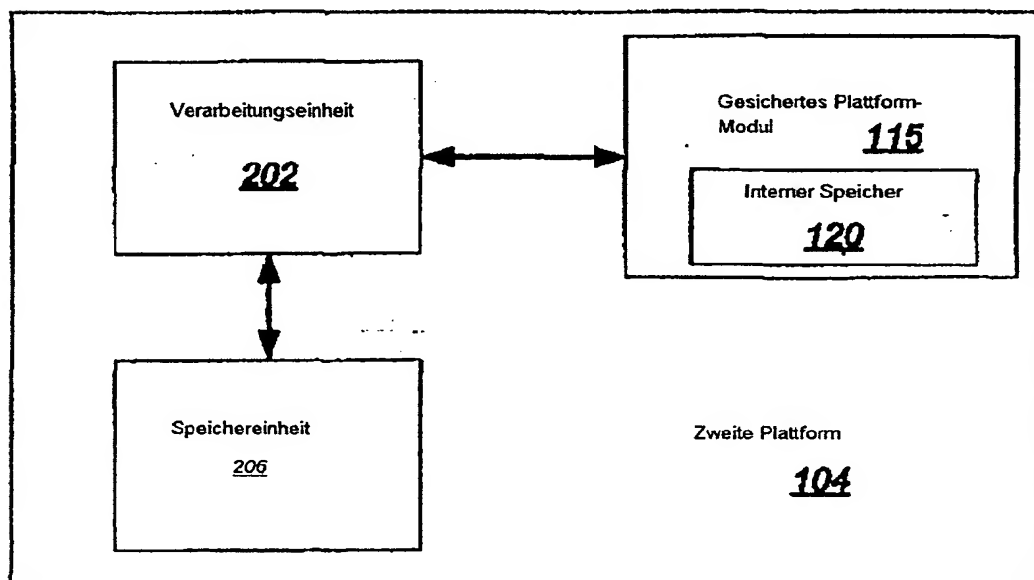 Verarbeitungseinheit
202
Gesichertes Plattform-
Modul
115
Interner Speicher
120
Speichereinheit
206
Zweite Plattform
104